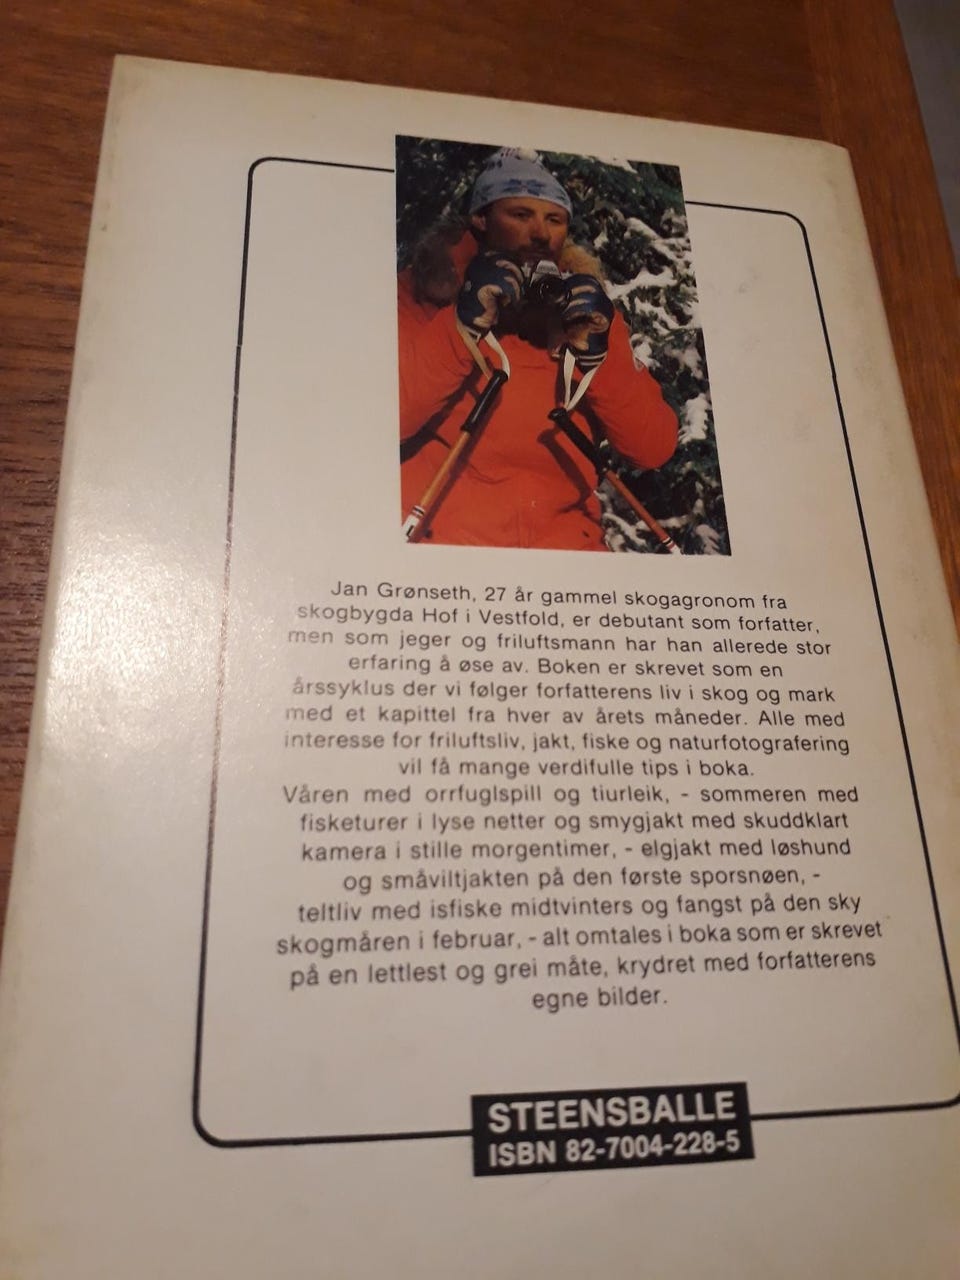 Jan Grønseth, 27 år gammel skogagronom fra
skogbygda Hof i Vestfold, er debutant som forfatter,
men som jeger og friluftsmann har han allerede stor
erfaring å øse av. Boken er skrevet som en
årssyklus der vi følger forfatterens liv i skog og mark
med et kapittel fra hver av årets måneder. Alle med
interesse for friluftsliv, jakt, fiske og naturfotografering
vil få mange verdifulle tips i boka.
Våren med orrfuglspill og tiurleik, - sommeren med
fisketurer i lyse netter og smygjakt med skuddklart
kamera i stille morgentimer, - elgjakt med løshund
og småviltjakten på den første sporsnøen, -
teltliv med isfiske midtvinters og fangst på den sky
skogmåren i februar, - alt omtales i boka som er skrevet
på en lettlest og grei måte, krydret med forfatterens
egne bilder.
STEENSBALLE
ISBN 82-7004-228-5